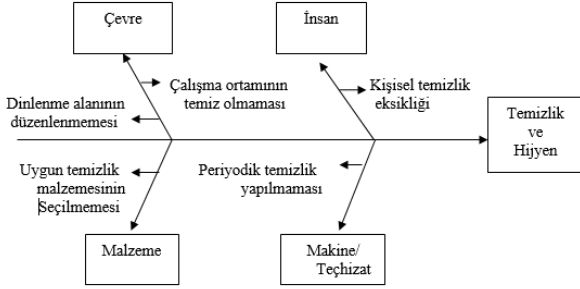 Çevre
İnsan
Çalışma ortamının
temiz olmaması
Kişisel temizlik
eksikliği
Dinlenme alanının
düzenlenmemesi
Temizlik
ve
Hijyen
Uygun temizlik
malzemesinin
Seçilmemesi
Periyodik temizlik
yapılmaması
Malzeme
Makine/
Teçhizat